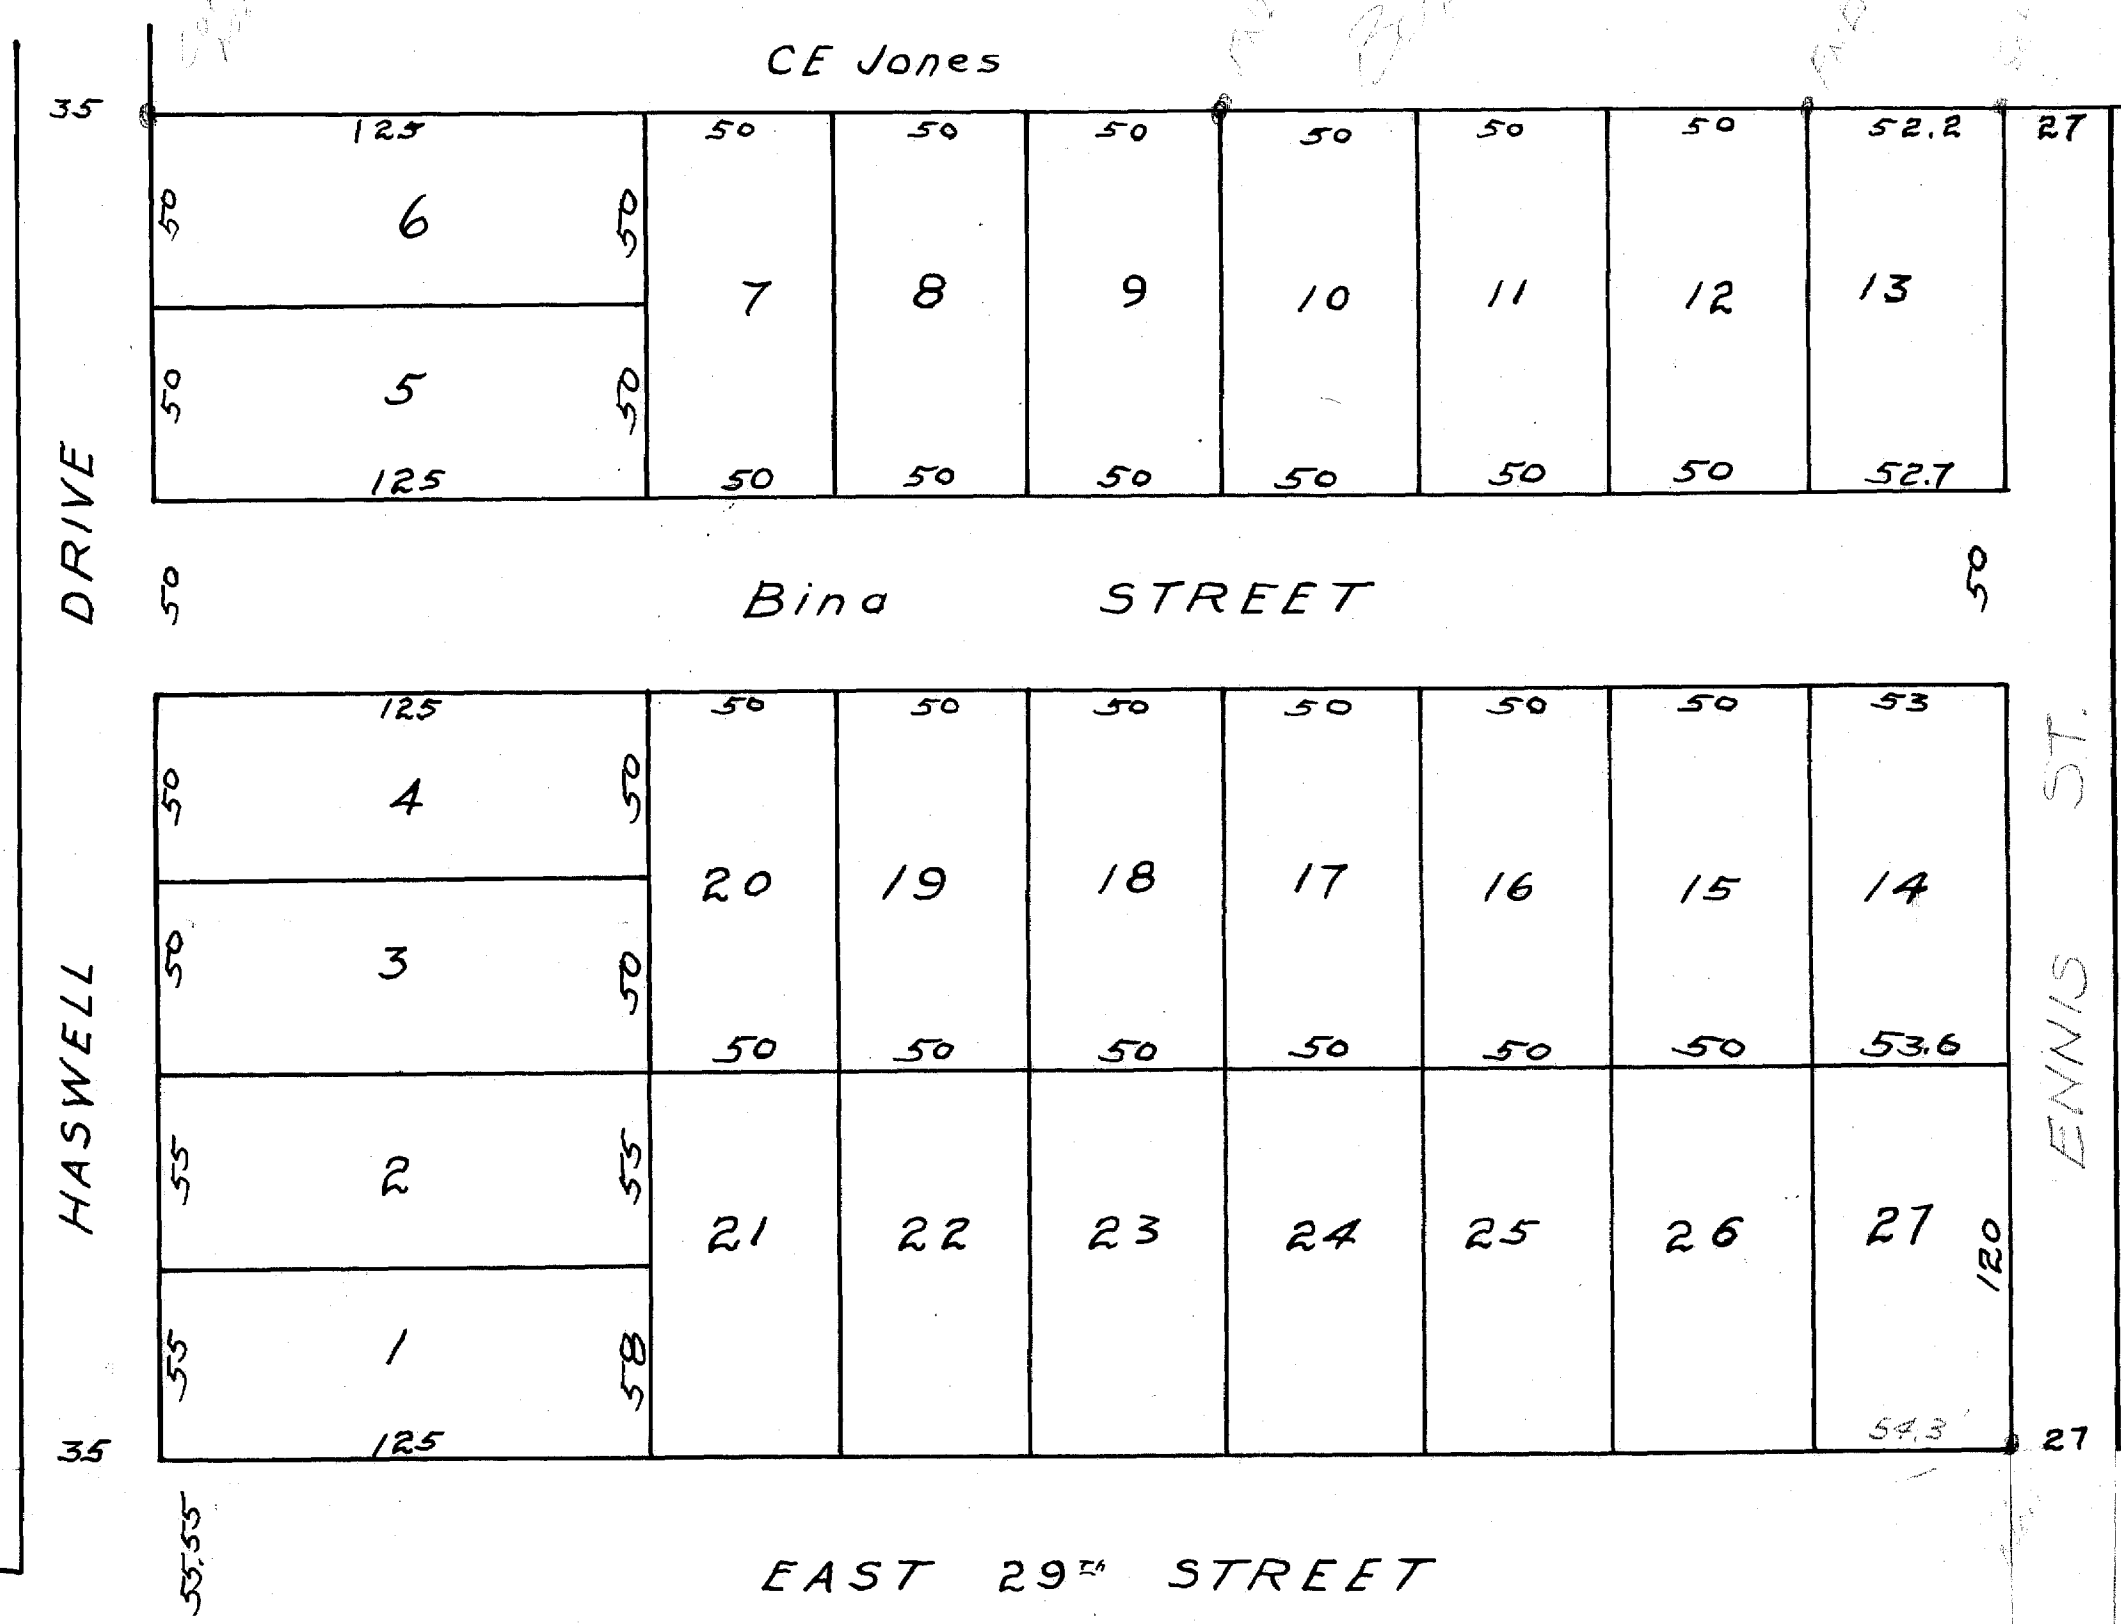 CE Jones
35 125 50 50 50 50 50 50 52.2 27
50 6 50
7 8 9 10 11 12 13
50 5 50
125 50 50 50 50 50 50 52.7
HASWELL DRIVE
50 Bina STREET 50
125 50 50 50 50 50 50 53
50 4 50
20 19 18 17 16 15 14
50 3 50
50 50 50 50 50 50 53.6
ENNIS ST.
55 2 55
21 22 23 24 25 26 27 120
55 1 58
35 125 54.3' 27
55.55
EAST 29TH STREET